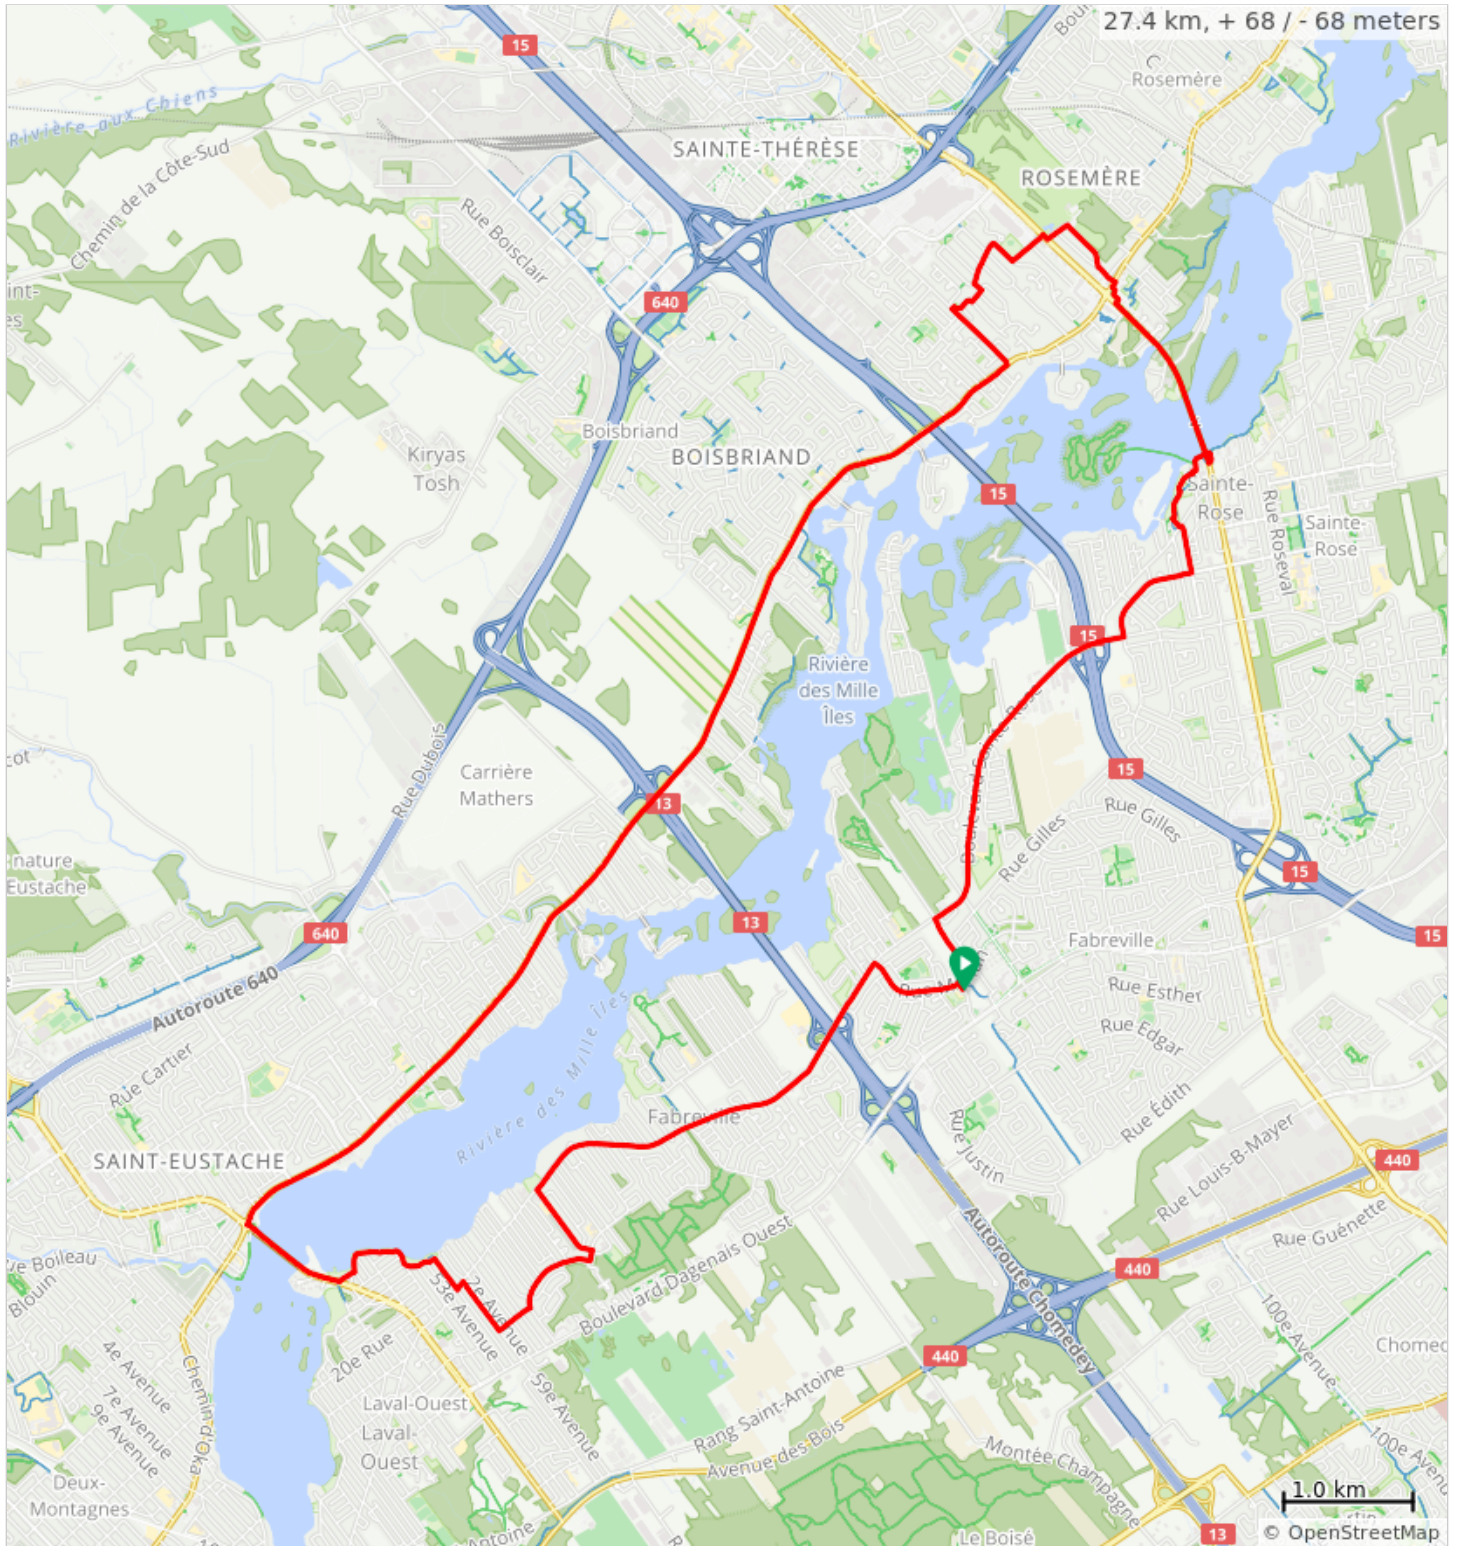 27.4 km, + 68 / - 68 meters
15
Rosemère
Rivière aux Chiens
SAINTE-THÉRÈSE
Chemin de la Côte-Sud
ROSEMÈRE
Rue Boisclair
640
Boisbriand
BOISBRIAND
Kiryas
Tosh
15
Sainte-
Rose
Rue Roseval
Sainte-
Rose
15
Rivière
des Mille
Îles
Boulevard Sainte-Rose
Rue Dubois
Carrière
Mathers
15
13
Rue Gilles
Rue Gilles
nature
Eustache
15
640
13
15
Fabreville
Autoroute 640
Rue Esther
Rue Edgar
Rivière des Mille Îles
Rue Cartier
Fabreville
Rue Justin
Rue Édith
Rue Louis-B-Mayer
SAINT-EUSTACHE
440
Rue Guénette
Boulevard Dagenais Ouest
440
Autoroute Chomedey
2e Avenue
53e Avenue
20e Rue
4e Avenue
7e Avenue
9e Avenue
Chemin d'Oka
59e Avenue
440
100e Avenue
Laval-Ouest
Laval-
Ouest
Rang Saint-Antoine
Avenue des Bois
Montée Champagne
Deux-
Montagnes
1.0 km
Le Boisé
13
© OpenStreetMap